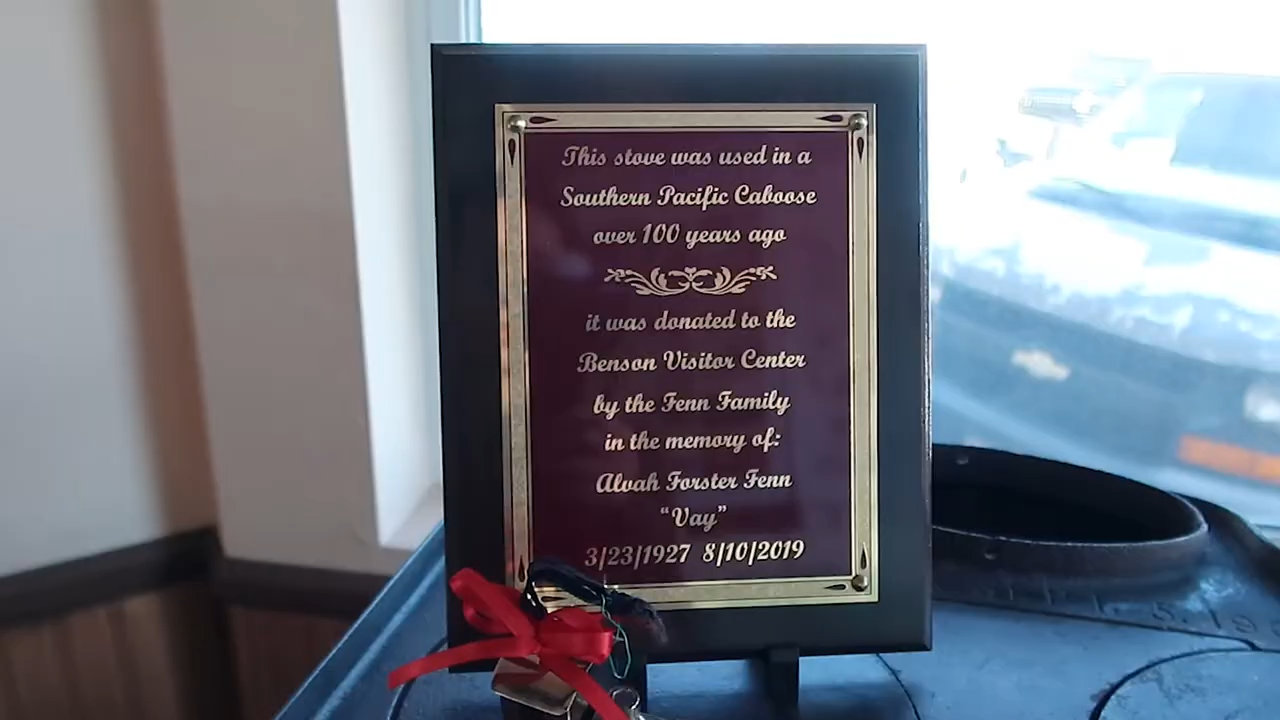 This stove was used in a
Southern Pacific Caboose
over 100 years ago
it was donated to the
Benson Visitor Center
by the Fenn Family
in the memory of:
Alvah Forster Fenn
"Vay"
3/23/1927 8/10/2019